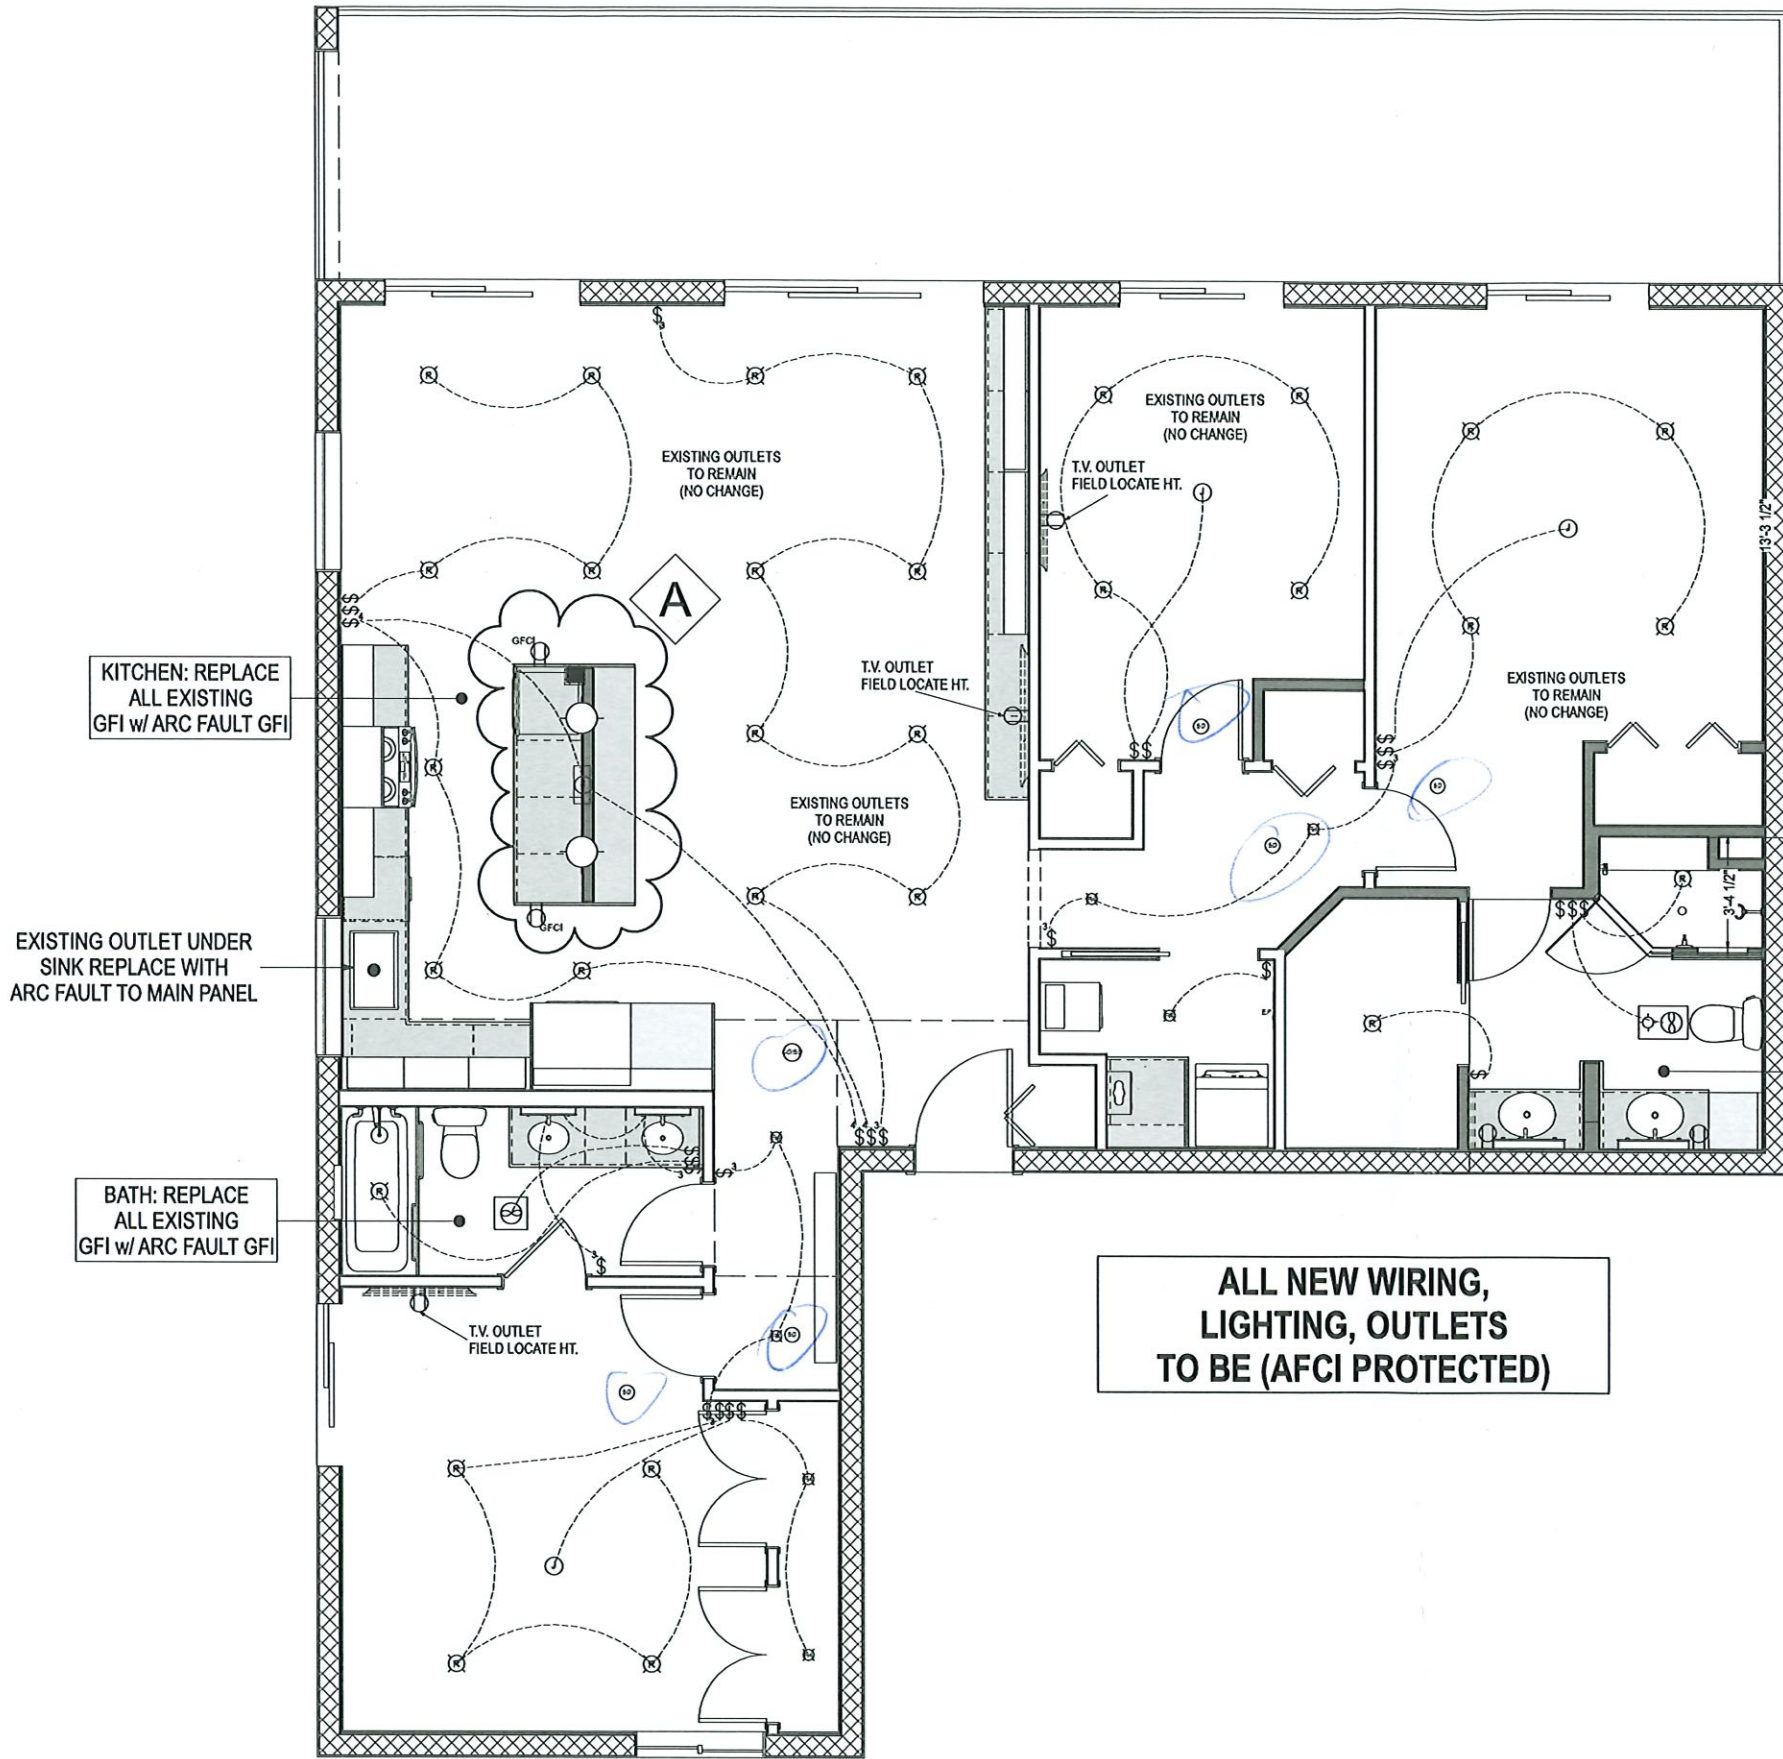 EXISTING OUTLETS
TO REMAIN
(NO CHANGE)
EXISTING OUTLETS
TO REMAIN
(NO CHANGE)
T.V. OUTLET
FIELD LOCATE HT.
13'-3 1/2"
A
GFCI
KITCHEN: REPLACE
ALL EXISTING
GFI w/ ARC FAULT GFI
T.V. OUTLET
FIELD LOCATE HT.
EXISTING OUTLETS
TO REMAIN
(NO CHANGE)
EXISTING OUTLETS
TO REMAIN
(NO CHANGE)
3'-4 1/2"
GFCI
EXISTING OUTLET UNDER
SINK REPLACE WITH
ARC FAULT TO MAIN PANEL
BATH: REPLACE
ALL EXISTING
GFI w/ ARC FAULT GFI
T.V. OUTLET
FIELD LOCATE HT.
ALL NEW WIRING,
LIGHTING, OUTLETS
TO BE (AFCI PROTECTED)